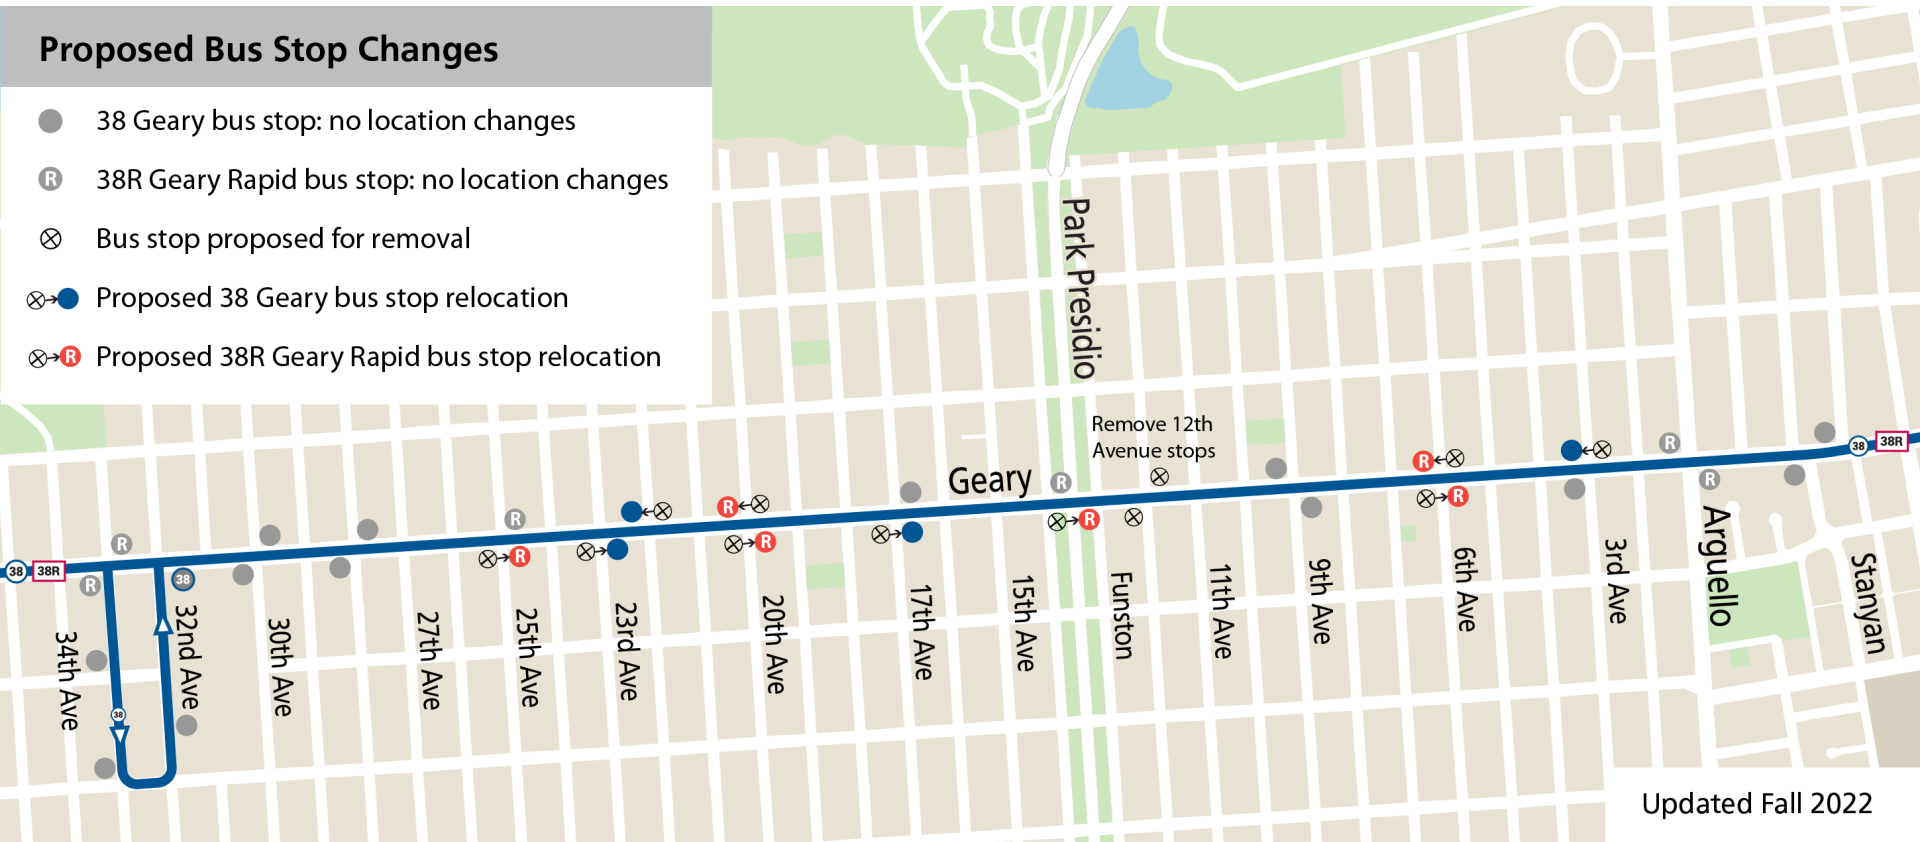 Proposed Bus Stop Changes
38 Geary bus stop: no location changes
R 38R Geary Rapid bus stop: no location changes
Bus stop proposed for removal
Proposed 38 Geary bus stop relocation
R Proposed 38R Geary Rapid bus stop relocation
Park Presidio
Remove 12th
Avenue stops
Geary
38 38R
R
R
R
R
R
R
R
R
R
R
R
R
R
38
38
38 38R
34th Ave
32nd Ave
30th Ave
27th Ave
25th Ave
23rd Ave
20th Ave
17th Ave
15th Ave
Funston
11th Ave
9th Ave
6th Ave
3rd Ave
Arguello
Stanyan
Updated Fall 2022